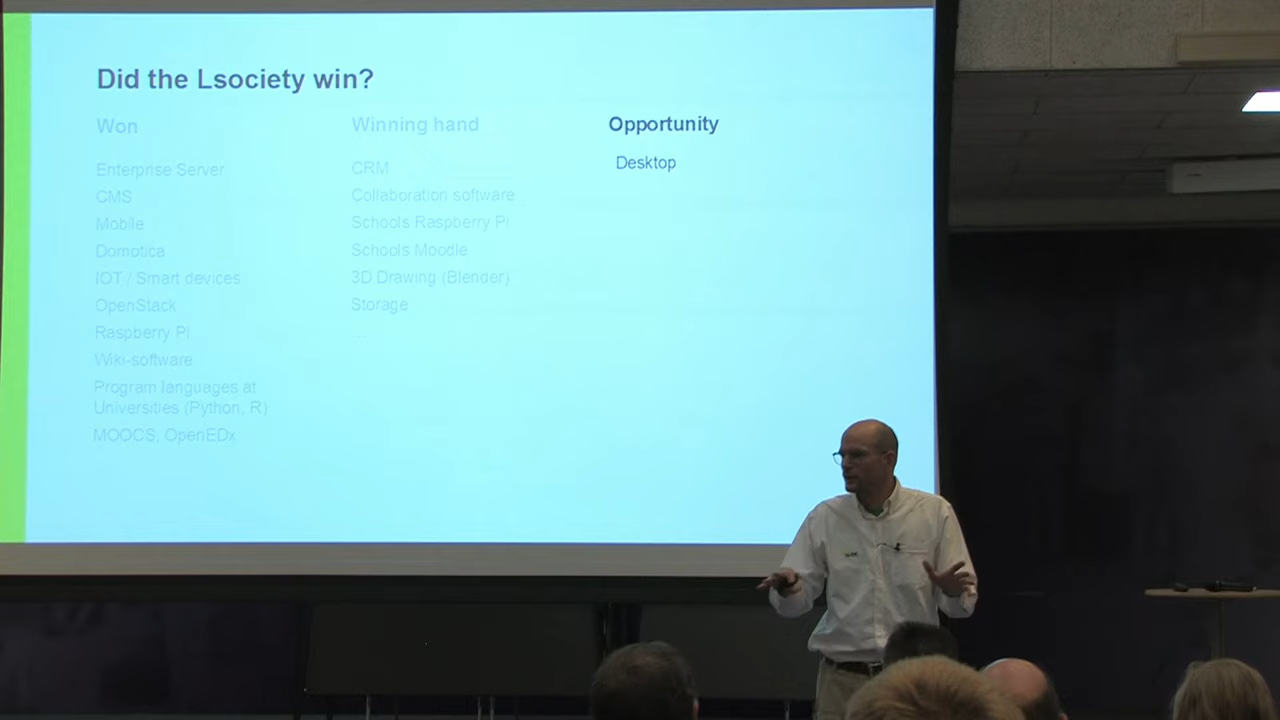 Did the Lsociety win?
Won
Enterprise Server
CMS
Mobile
Domotica
IOT / Smart devices
OpenStack
Raspberry Pi
Wiki-software
Program languages at
Universities (Python, R)
MOOCS, OpenEDx
Winning hand
CRM
Collaboration software
Schools Raspberry Pi
Schools Moodle
3D Drawing (Blender)
Storage
...
Opportunity
Desktop